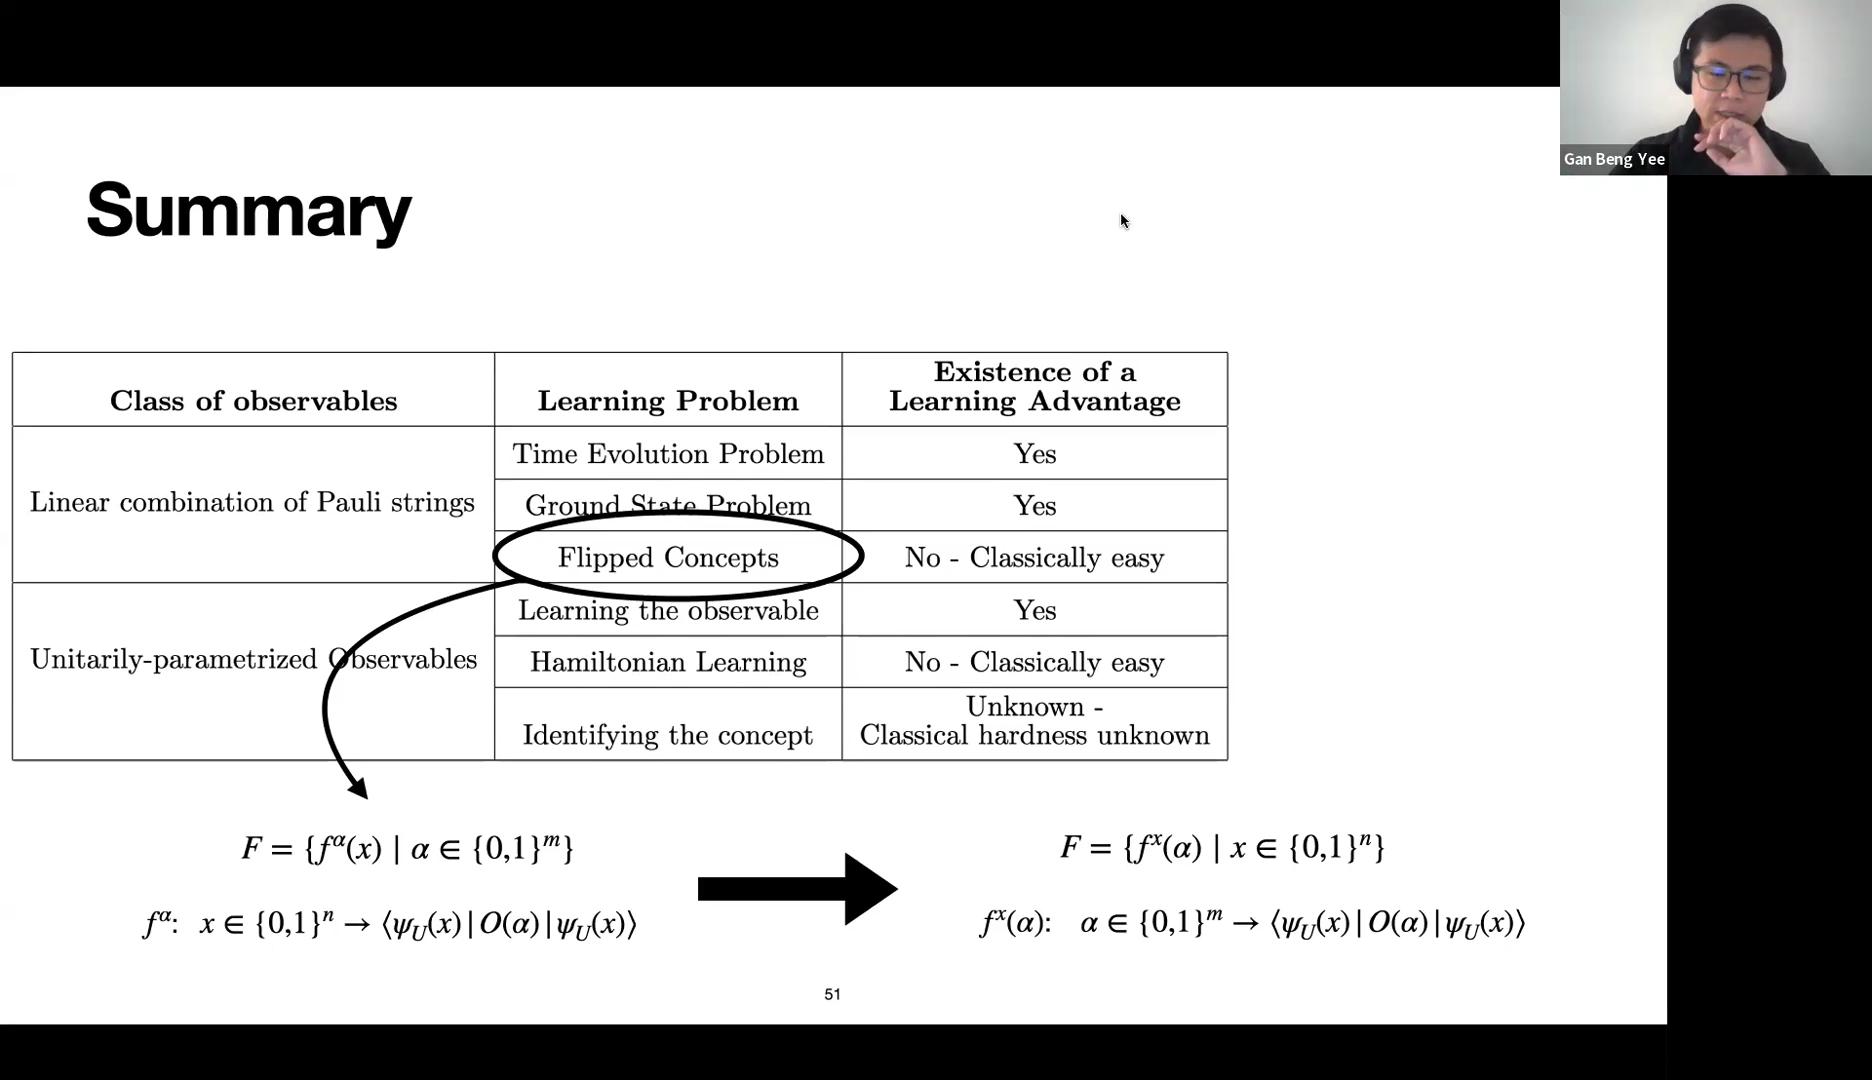 Gan Beng Yee
Summary
Class of observables
Learning Problem
Existence of a
Learning Advantage
Linear combination of Pauli strings
Time Evolution Problem
Yes
Ground State Problem
Yes
Flipped Concepts
No - Classically easy
Unitarily-parametrized Observables
Learning the observable
Yes
Hamiltonian Learning
No - Classically easy
Identifying the concept
Unknown -
Classical hardness unknown
F = {f^α(x) | α ∈ {0,1}^m}
f^α: x ∈ {0,1}^n → ⟨ψ_U(x)|O(α)|ψ_U(x)⟩
F = {f^x(α) | x ∈ {0,1}^n}
f^x(α): α ∈ {0,1}^m → ⟨ψ_U(x)|O(α)|ψ_U(x)⟩
51